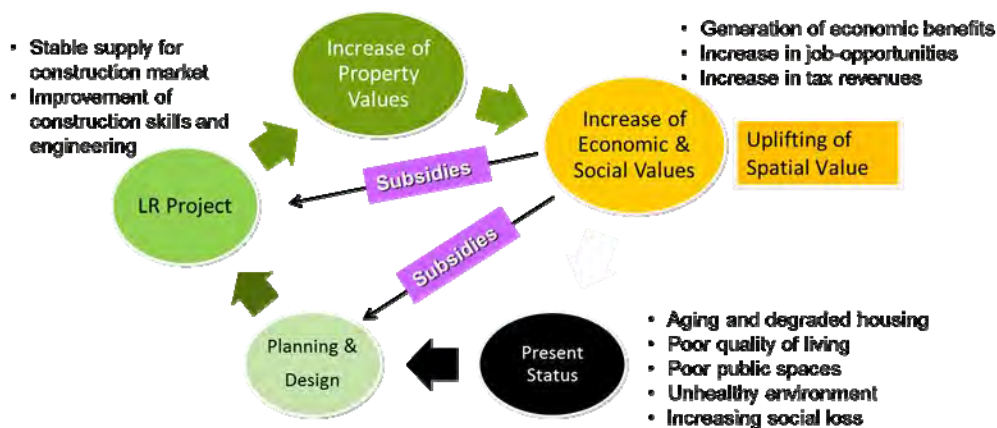 • Stable supply for
construction market
• Improvement of
construction skills and
engineering
Increase of
Property
Values
• Generation of economic benefits
• Increase in job-opportunities
• Increase in tax revenues
Increase of
Economic &
Social Values
Uplifting of
Spatial Value
Subsidies
LR Project
Subsidies
Planning &
Design
Present
Status
• Aging and degraded housing
• Poor quality of living
• Poor public spaces
• Unhealthy environment
• Increasing social loss